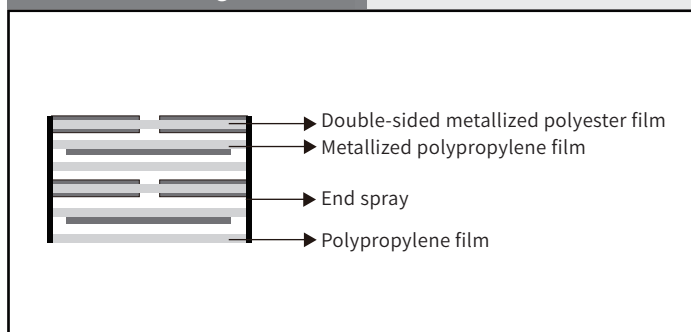 Double-sided metallized polyester film
Metallized polypropylene film
End spray
Polypropylene film